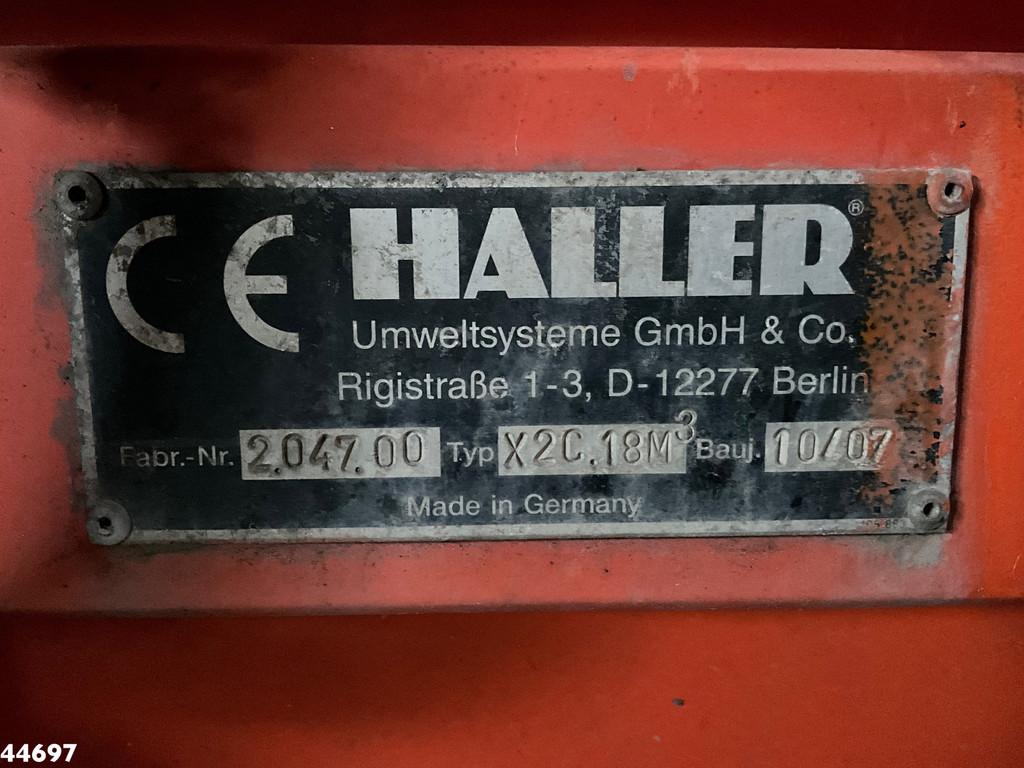 CE HALLER®
Umweltsysteme GmbH & Co.
Rigistraße 1-3, D-12277 Berlin
Fabr.-Nr. 2.047.00 Typ X2C.18M³ Bauj. 10/07
Made in Germany
44697